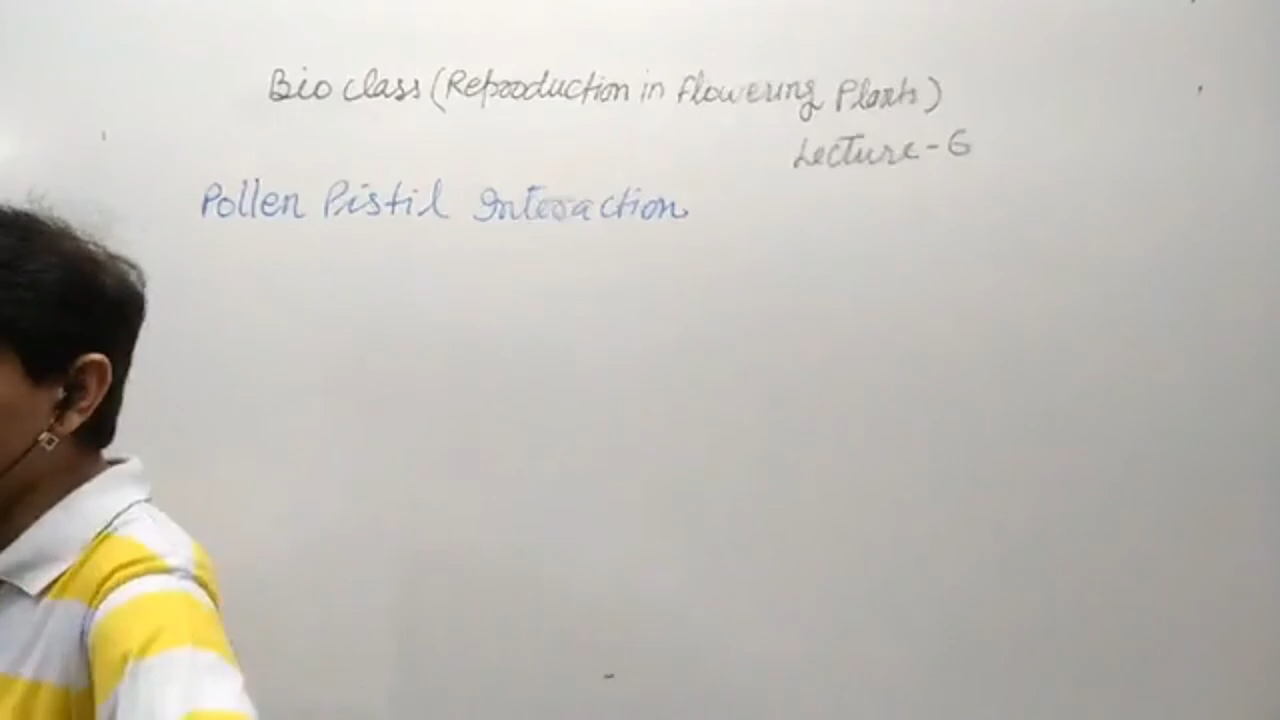 Bio class (Reproduction in flowering Plants)
Lecture-6
Pollen Pistil Interaction